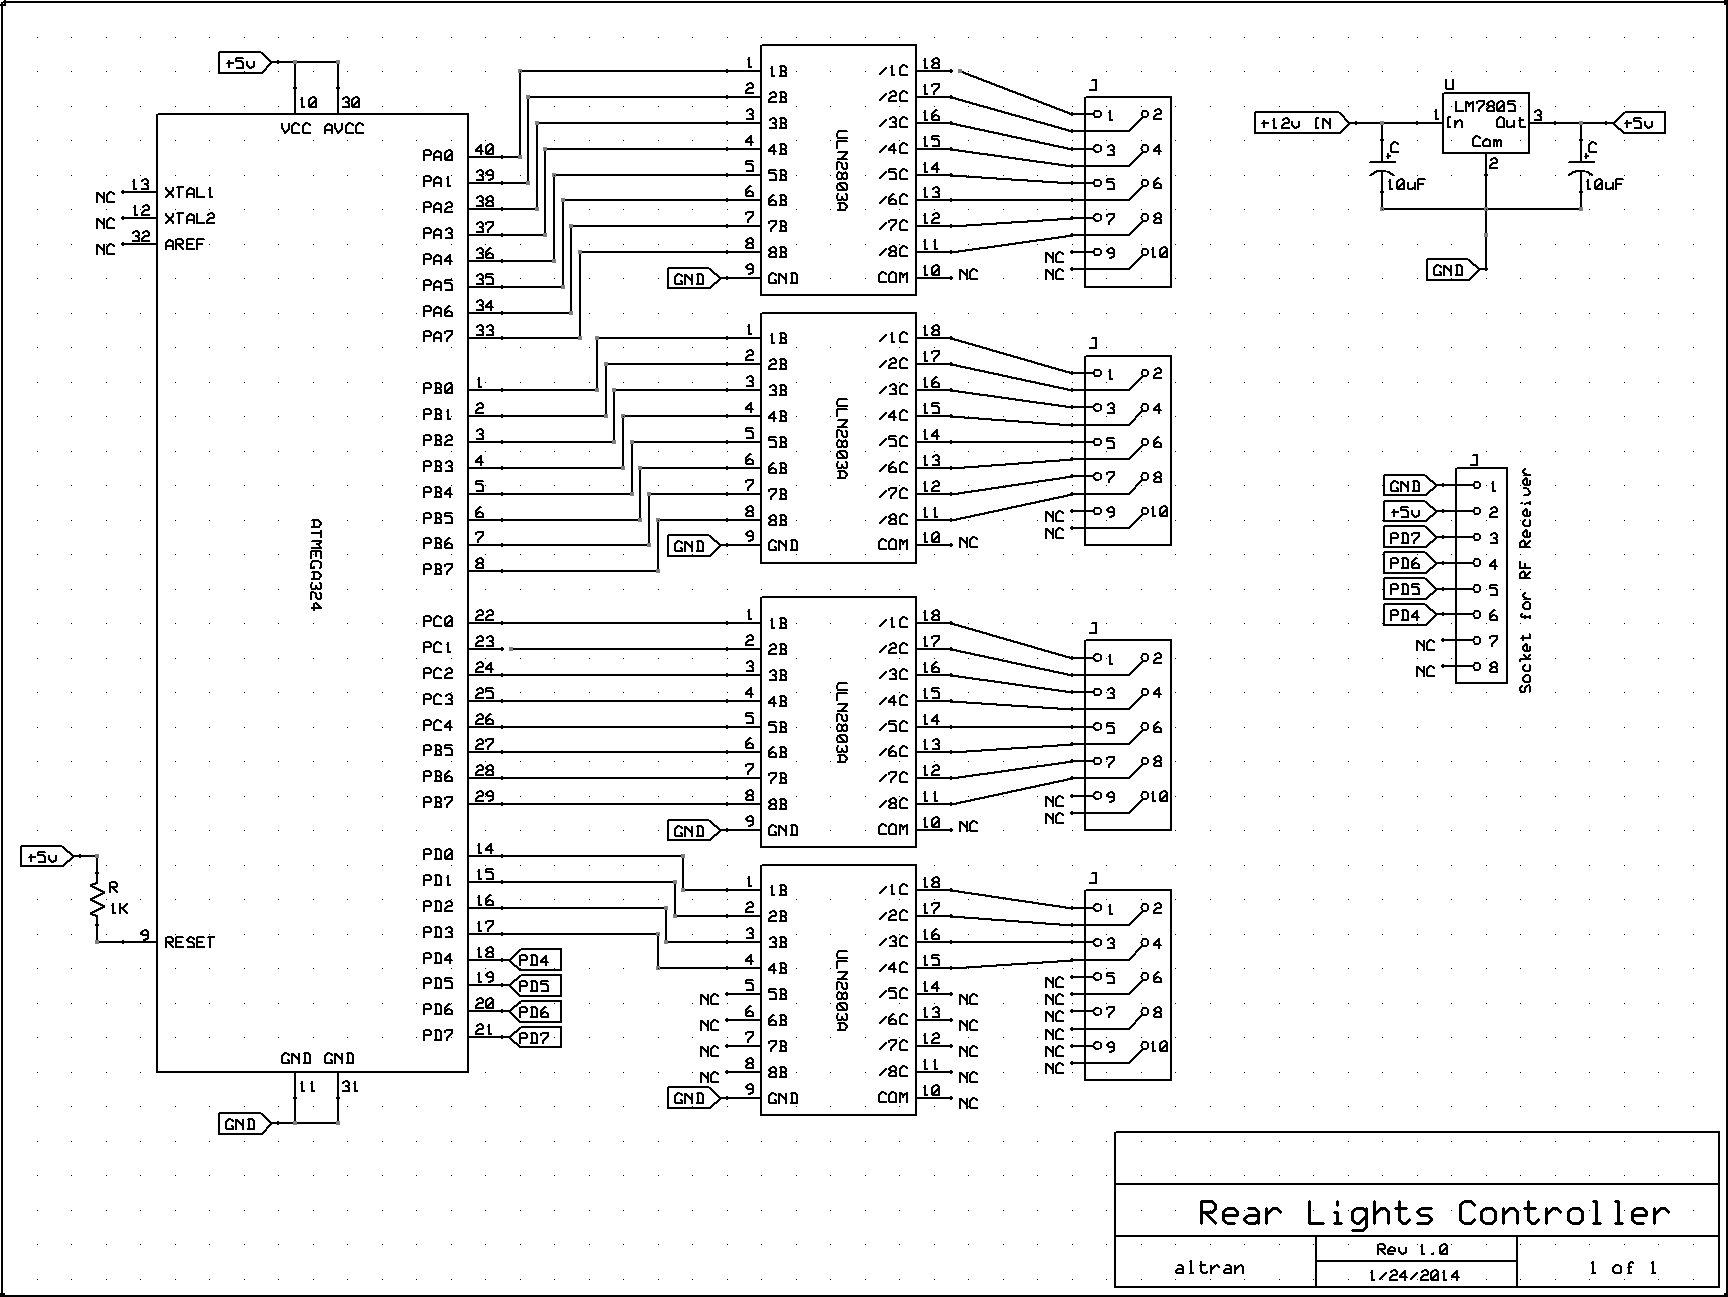 +5v
10 30
VCC AVCC
ATMEGA324
NC 13 XTAL1
NC 12 XTAL2
NC 32 AREF
+5v
R
1K
9 RESET
GND GND
11 31
GND
PA0 40
PA1 39
PA2 38
PA3 37
PA4 36
PA5 35
PA6 34
PA7 33
PB0 1
PB1 2
PB2 3
PB3 4
PB4 5
PB5 6
PB6 7
PB7 8
PC0 22
PC1 23
PC2 24
PC3 25
PC4 26
PB5 27
PB6 28
PB7 29
PD0 14
PD1 15
PD2 16
PD3 17
PD4 18 PD4
PD5 19 PD5
PD6 20 PD6
PD7 21 PD7
ULN2803A
1 1B /1C 18
2 2B /2C 17
3 3B /3C 16
4 4B /4C 15
5 5B /5C 14
6 6B /6C 13
7 7B /7C 12
8 8B /8C 11
GND 9 GND COM 10 NC
J
1 2
3 4
5 6
7 8
NC 9 10
NC
ULN2803A
1 1B /1C 18
2 2B /2C 17
3 3B /3C 16
4 4B /4C 15
5 5B /5C 14
6 6B /6C 13
7 7B /7C 12
8 8B /8C 11
GND 9 GND COM 10 NC
J
1 2
3 4
5 6
7 8
NC 9 10
NC
ULN2803A
1 1B /1C 18
2 2B /2C 17
3 3B /3C 16
4 4B /4C 15
5 5B /5C 14
6 6B /6C 13
7 7B /7C 12
8 8B /8C 11
GND 9 GND COM 10 NC
J
1 2
3 4
5 6
7 8
NC 9 10
NC
ULN2803A
1 1B /1C 18
2 2B /2C 17
3 3B /3C 16
4 4B /4C 15
NC 5 5B /5C 14 NC
NC 6 6B /6C 13 NC
NC 7 7B /7C 12 NC
NC 8 8B /8C 11 NC
GND 9 GND COM 10 NC
J
1 2
3 4
NC 5 6
NC
NC 7 8
NC
NC 9 10
NC
U
LM7805
+12v IN 1 In Out 3 +5v
Com
2
C
10uF
C
10uF
GND
J
GND 1
+5v 2
PD7 3
PD6 4
PD5 5
PD4 6
NC 7
NC 8
Socket for RF Receiver
Rear Lights Controller
altran
Rev 1.0
1/24/2014
1 of 1